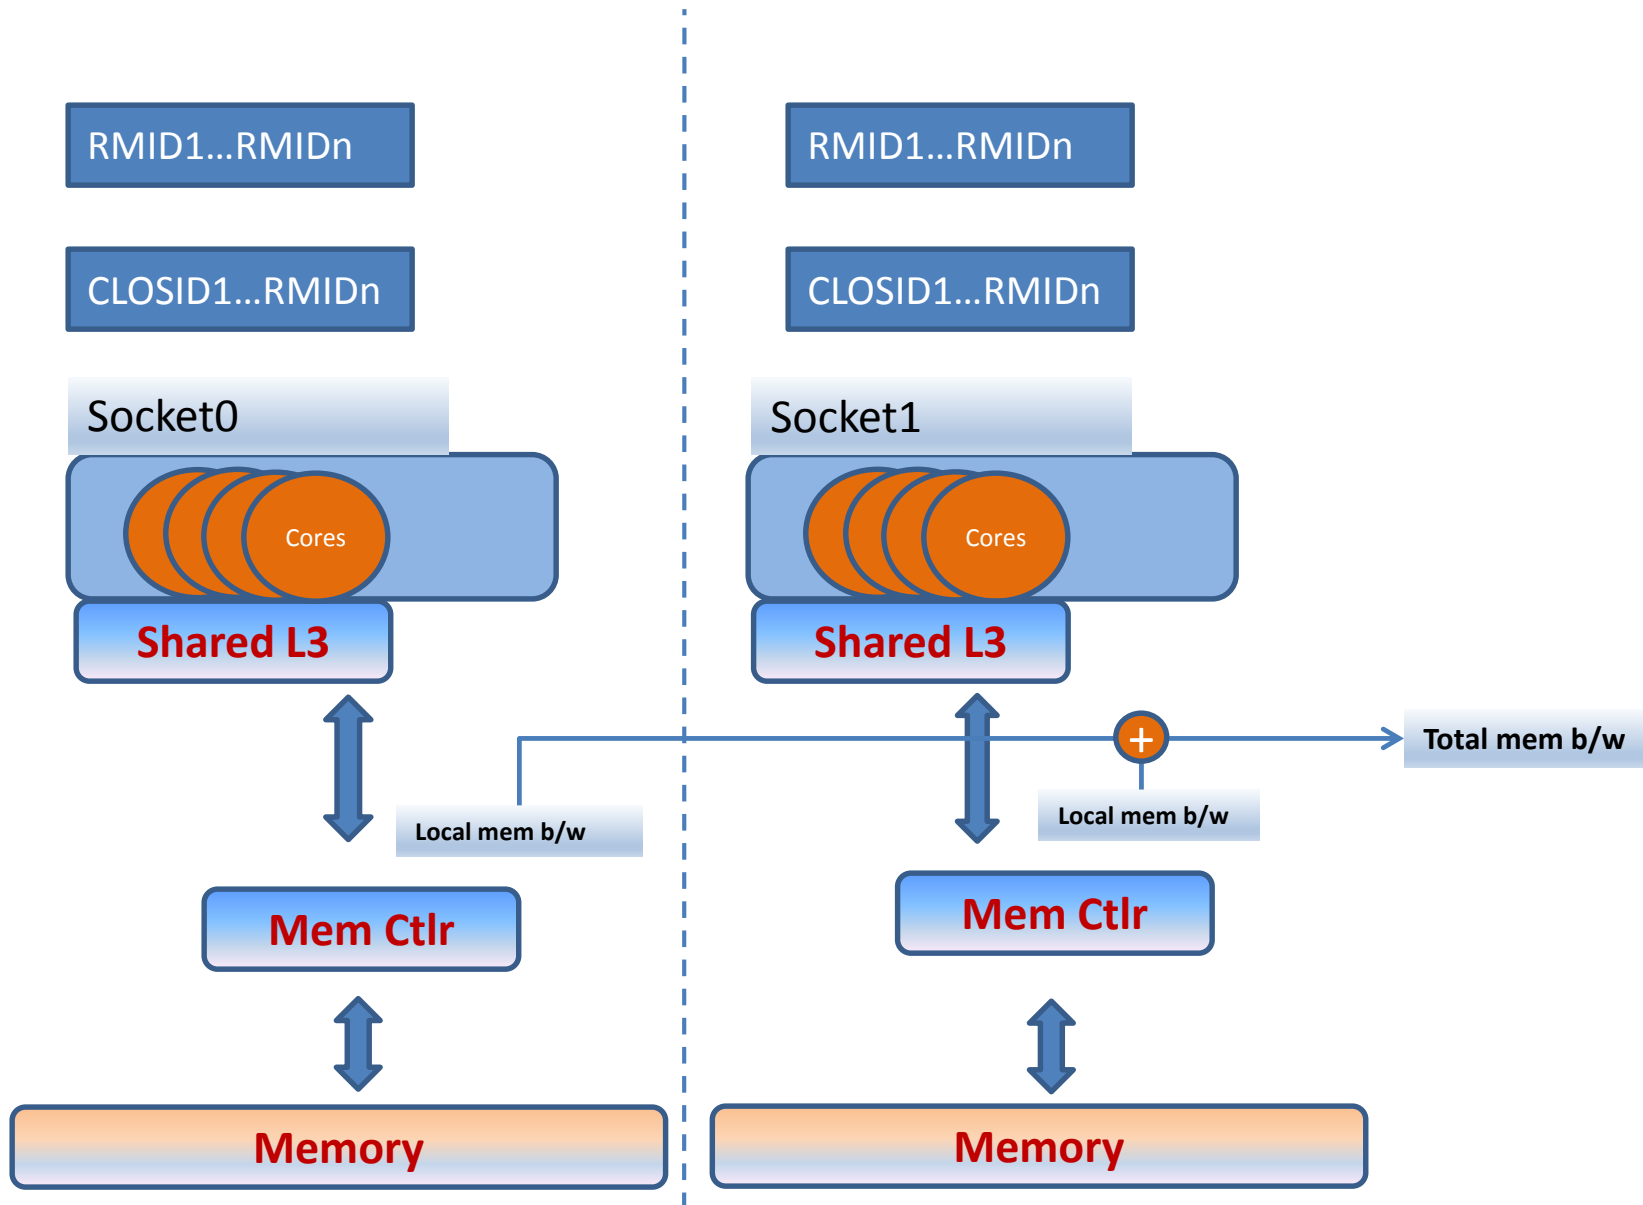 RMID1...RMIDn
CLOSID1...RMIDn
Socket0
Cores
Shared L3
Local mem b/w
Mem Ctlr
Memory
RMID1...RMIDn
CLOSID1...RMIDn
Socket1
Cores
Shared L3
+
Total mem b/w
Local mem b/w
Mem Ctlr
Memory